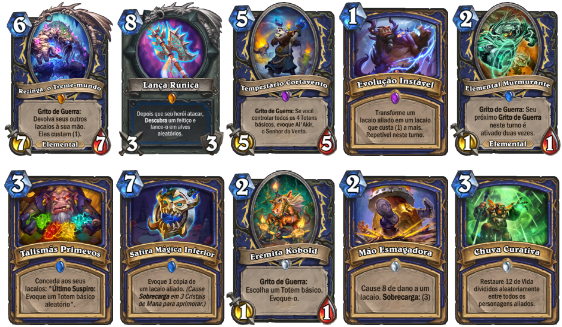 6
Rezinga, o Treme-mundo
Grito de Guerra:
Devolva seus outros
lacaios à sua mão.
Eles custam (1).
7
Elemental
7
8
Lança Rúnica
Depois que seu herói atacar,
Descubra um feitiço e
lance-o em alvos
aleatórios.
3
3
5
Tempestário Cortavento
Grito de Guerra: Se você
controlar todos os 4 Totens
básicos, evoque Al'Akir,
o Senhor do Vento.
5
5
1
Evolução Instável
Transforme um
lacaio aliado em um lacaio
que custa (1) a mais.
Repetível neste turno.
2
Elemental Murmurante
Grito de Guerra: Seu
próximo Grito de Guerra
neste turno é
ativado duas vezes.
1
Elemental
1
3
Talismãs Primevos
Conceda aos seus
lacaios: "Último Suspiro:
Evoque um Totem básico
aleatório".
7
Safira Mágica Inferior
Evoque 1 cópia de
um lacaio aliado. (Cause
Sobrecarga em 3 Cristais
de Mana para aprimorar.)
2
Eremita Kobold
Grito de Guerra:
Escolha um Totem básico.
Evoque-o.
1
1
2
Mão Esmagadora
Cause 8 de dano a um
lacaio. Sobrecarga: (3)
3
Chuva Curativa
Restaure 12 de Vida
divididos aleatoriamente
entre todos os
personagens aliados.